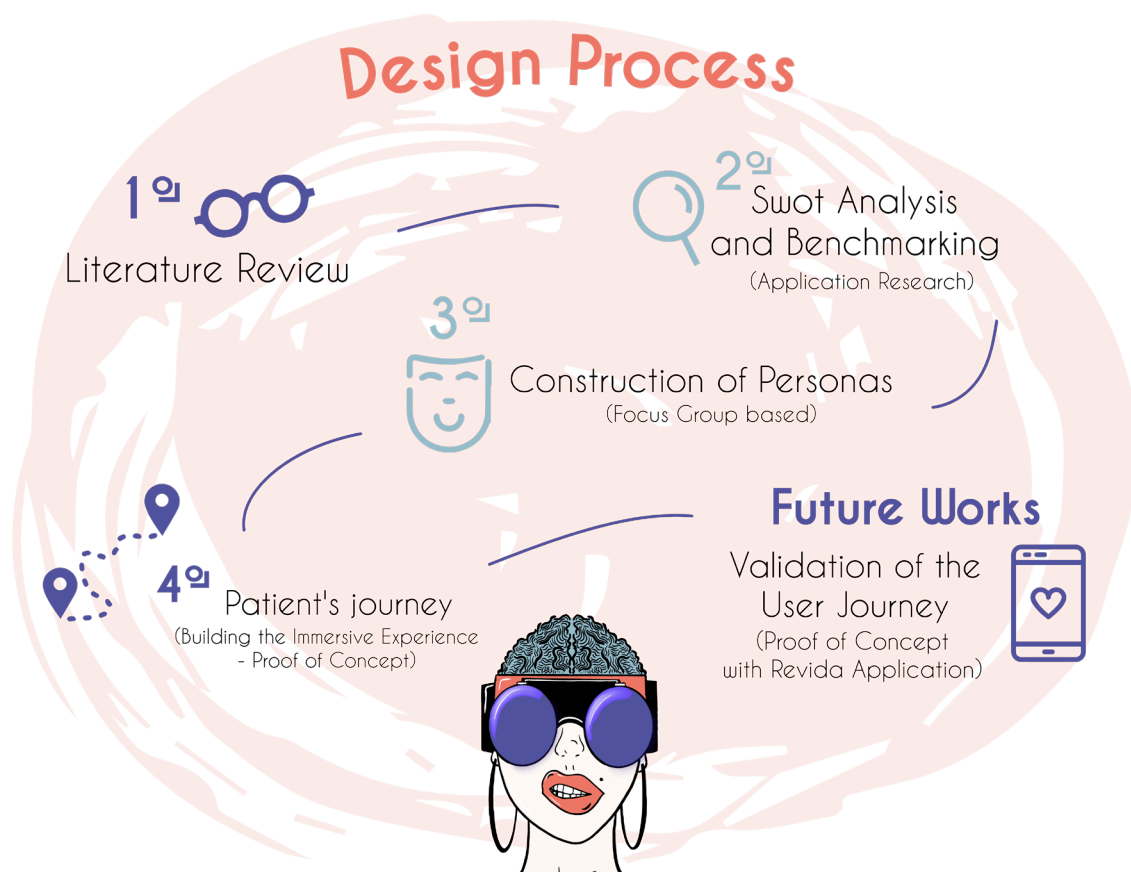 Design Process
1º
Literature Review
2º
Swot Analysis
and Benchmarking
(Application Research)
3º
Construction of Personas
(Focus Group based)
4º
Patient's journey
(Building the Immersive Experience
- Proof of Concept)
Future Works
Validation of the
User Journey
(Proof of Concept
with Revida Application)